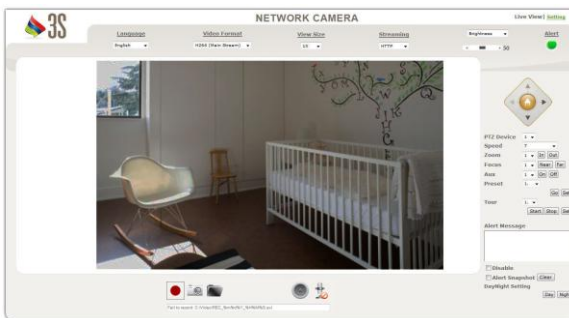 3S
NETWORK CAMERA
Live View | Setting
Language
Video Format
View Size
Streaming
Brightness
Alert
English
H264 (Main Stream)
HTTP
50
PTZ Device
Speed
Zoom
In
Out
Focus
Near
Far
Aux
On
Off
Preset
Go
Tour
Start
Stop
Alert Message
Disable
Alert Snapshot
Clear
Day/Night Setting
Day